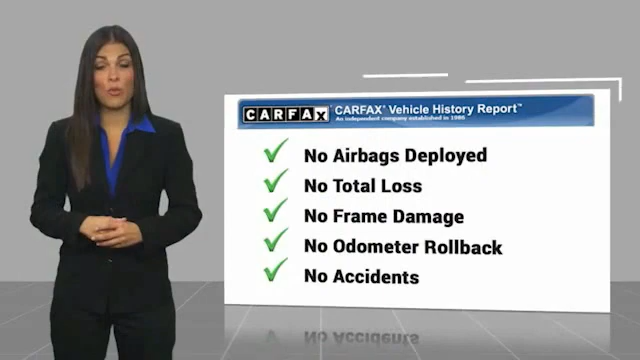 CARFAX CARFAX® Vehicle History Report™
An independent company established in 1986
No Airbags Deployed
No Total Loss
No Frame Damage
No Odometer Rollback
No Accidents